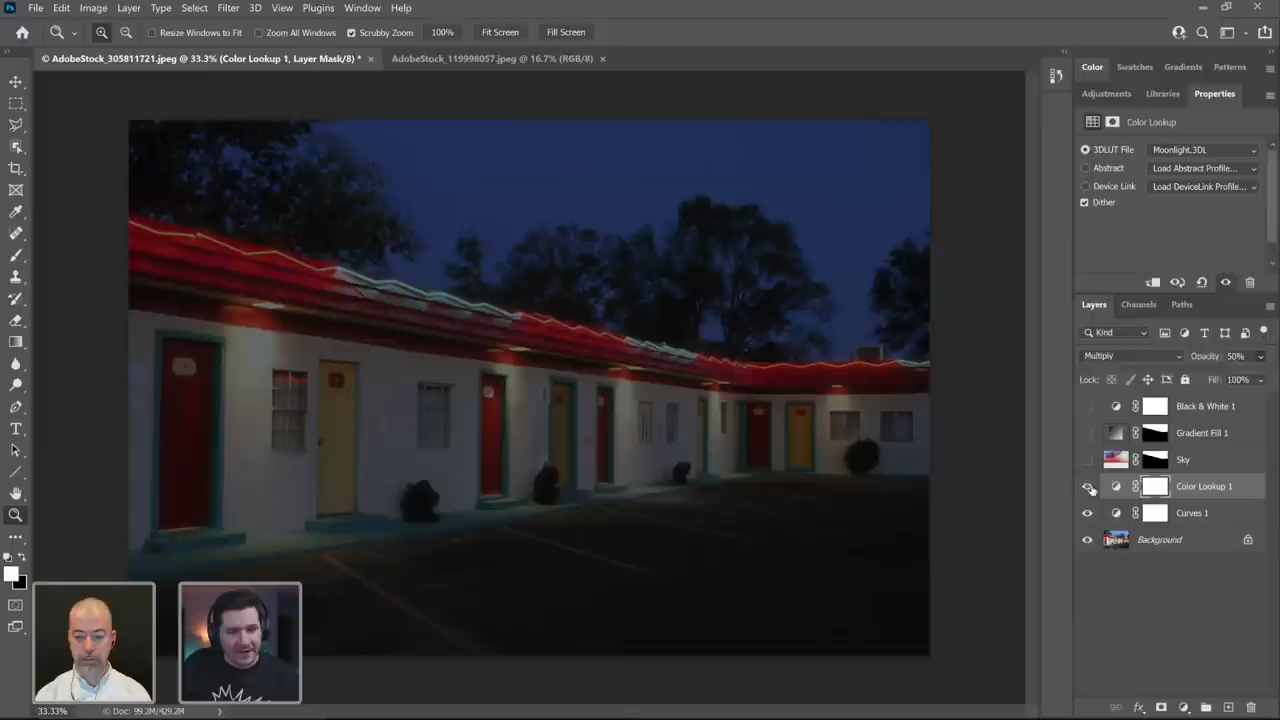 Ps File Edit Image Layer Type Select Filter 3D View Plugins Window Help
Resize Windows to Fit Zoom All Windows Scrubby Zoom 100% Fit Screen Fill Screen
© AdobeStock_305811721.jpeg @ 33.3% (Color Lookup 1, Layer Mask/8) * × AdobeStock_119998057.jpeg @ 16.7% (RGB/8) ×
Color Swatches Gradients Patterns
Adjustments Libraries Properties
Color Lookup
3DLUT File Moonlight.3DL
Abstract Load Abstract Profile...
Device Link Load DeviceLink Profile...
Dither
Layers Channels Paths
Kind
Multiply Opacity: 50%
Lock: Fill: 100%
Black & White 1
Gradient Fill 1
Sky
Color Lookup 1
Curves 1
Background
33.33% © Doc: 99.2M/429.2M